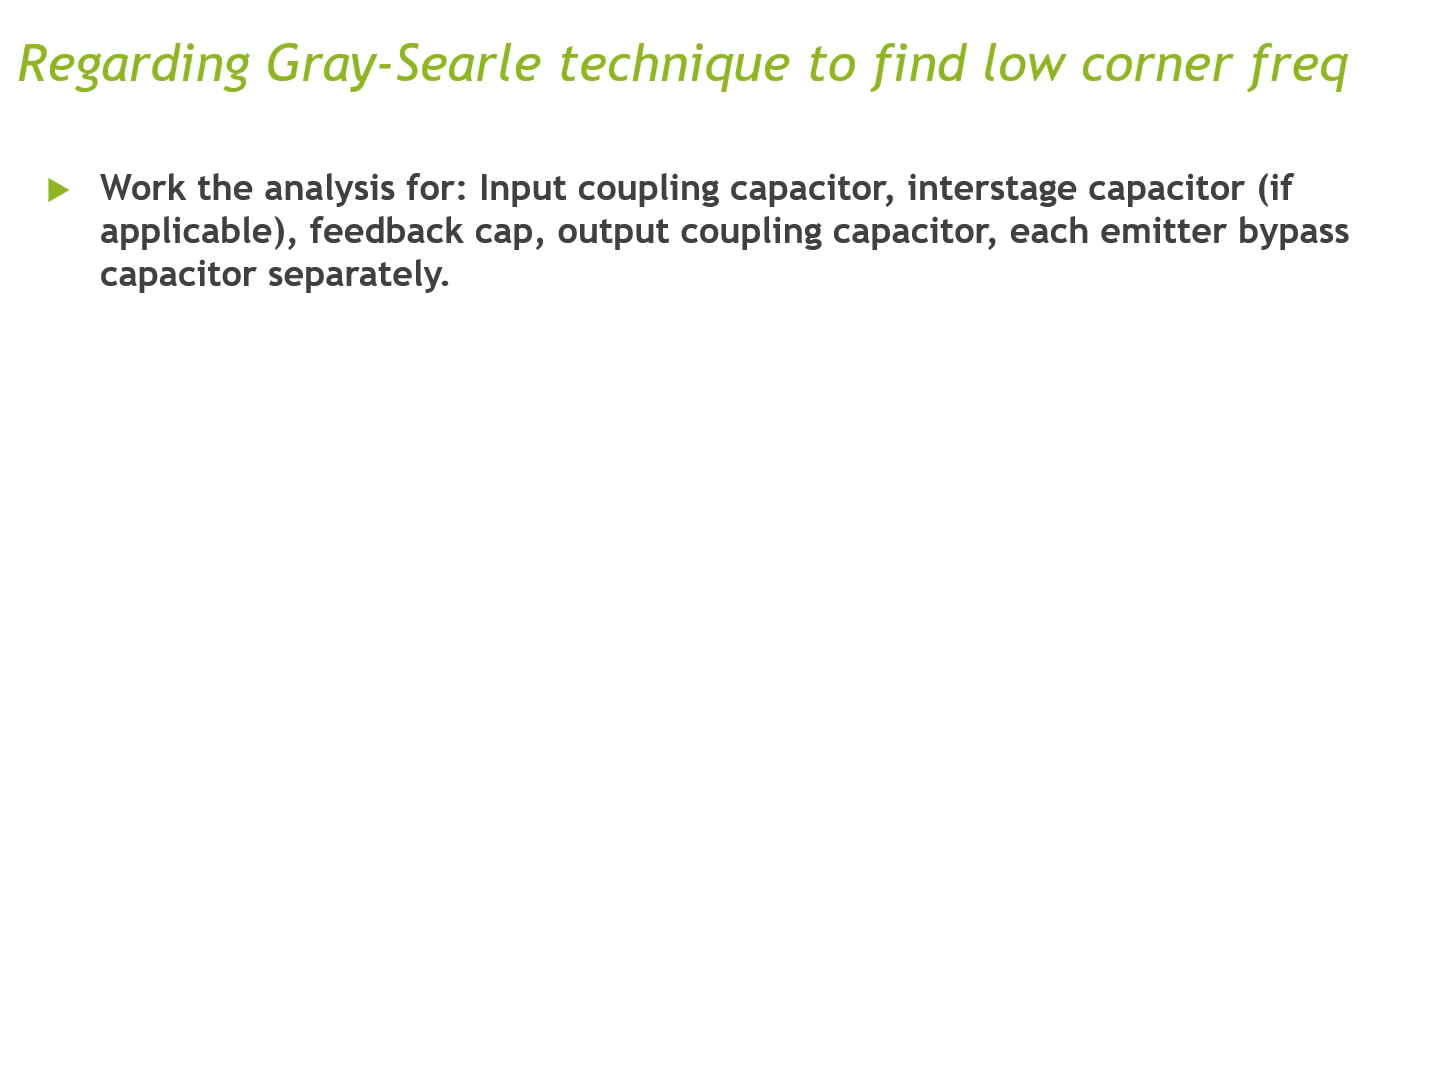 Regarding Gray-Searle technique to find low corner freq
Work the analysis for: Input coupling capacitor, interstage capacitor (if
applicable), feedback cap, output coupling capacitor, each emitter bypass
capacitor separately.